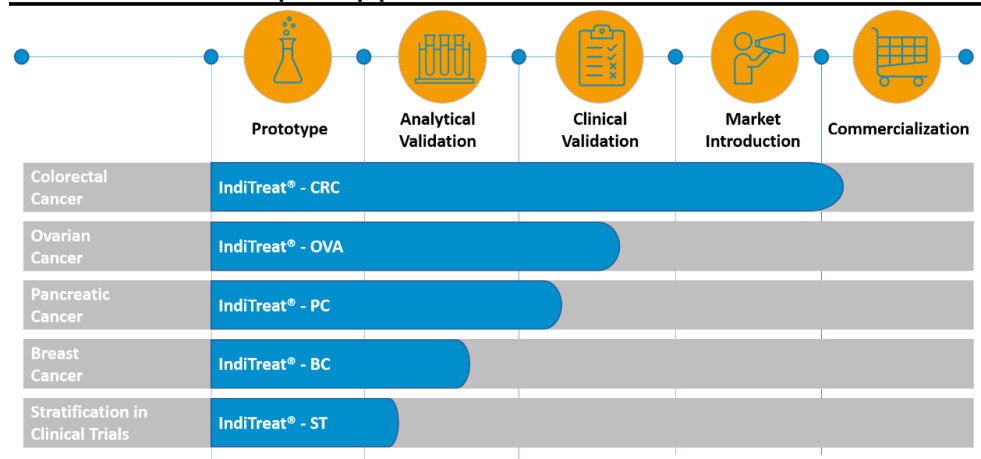 Prototype
Analytical
Validation
Clinical
Validation
Market
Introduction
Commercialization
Colorectal
Cancer
IndiTreat® - CRC
Ovarian
Cancer
IndiTreat® - OVA
Pancreatic
Cancer
IndiTreat® - PC
Breast
Cancer
IndiTreat® - BC
Stratification in
Clinical Trials
IndiTreat® - ST